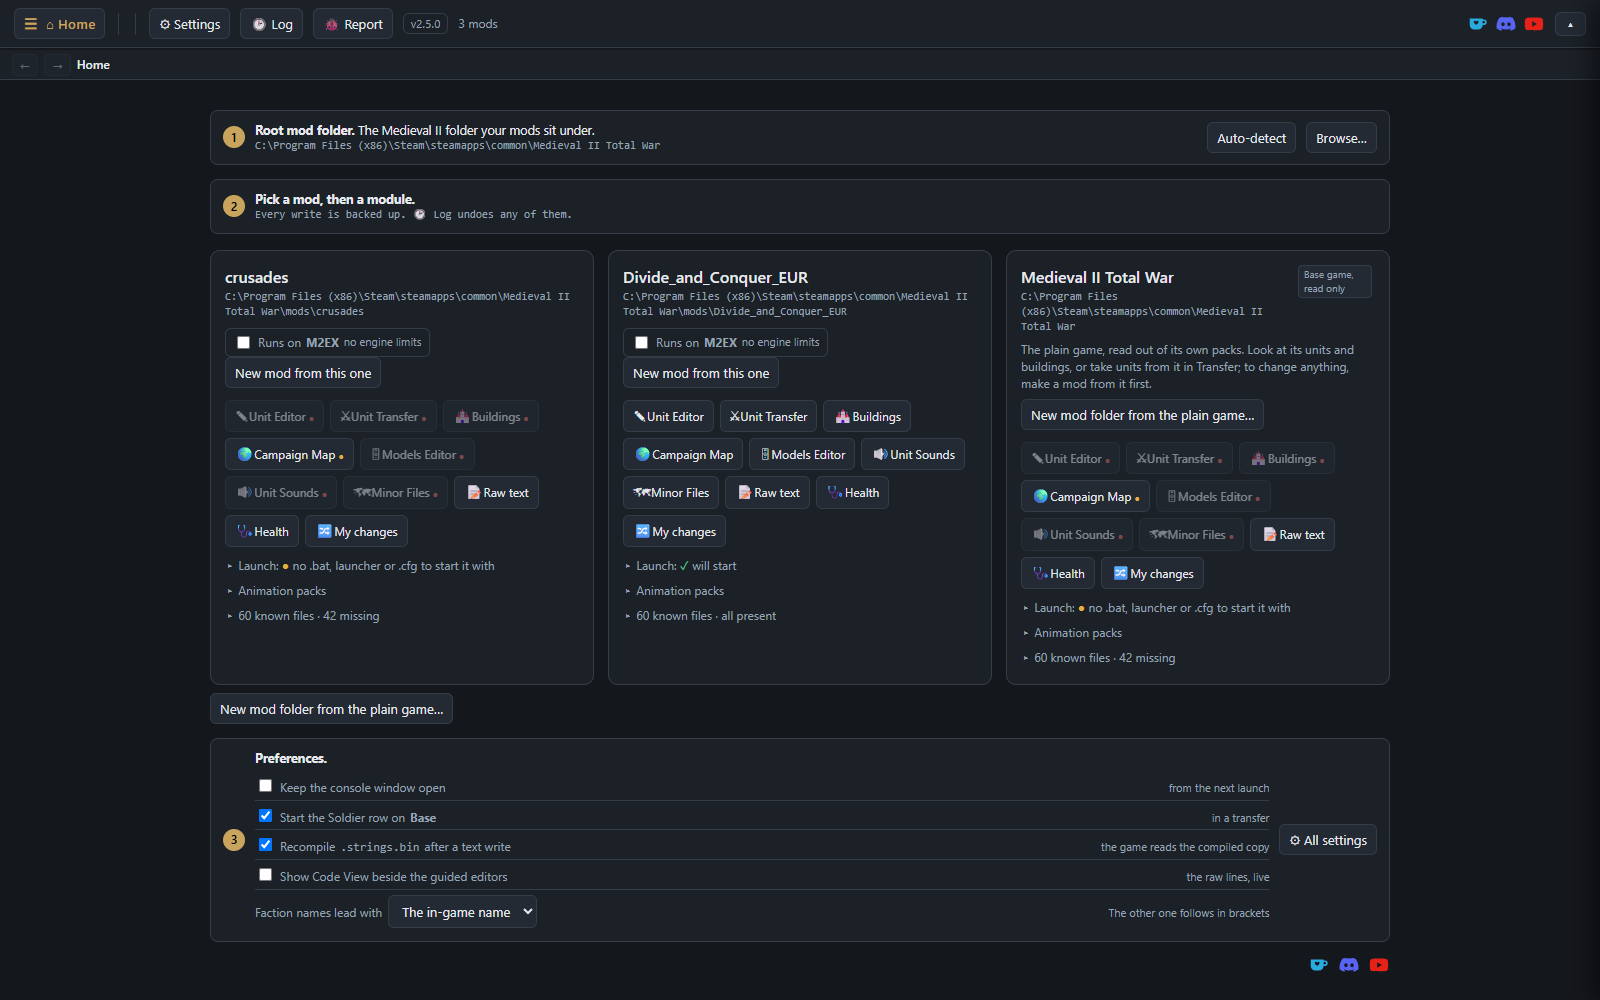 ☰ ⌂ Home ⚙ Settings Log Report v2.5.0 3 mods ▲
← → Home
1 Root mod folder. The Medieval II folder your mods sit under. Auto-detect Browse...
C:\Program Files (x86)\Steam\steamapps\common\Medieval II Total War
2 Pick a mod, then a module.
Every write is backed up. Log undoes any of them.
crusades
C:\Program Files (x86)\Steam\steamapps\common\Medieval II
Total War\mods\crusades
Runs on M2EX no engine limits
New mod from this one
Unit Editor Unit Transfer Buildings
Campaign Map Models Editor
Unit Sounds Minor Files Raw text
Health My changes
Launch: no .bat, launcher or .cfg to start it with
Animation packs
60 known files · 42 missing
Divide_and_Conquer_EUR
C:\Program Files (x86)\Steam\steamapps\common\Medieval II
Total War\mods\Divide_and_Conquer_EUR
Runs on M2EX no engine limits
New mod from this one
Unit Editor Unit Transfer Buildings
Campaign Map Models Editor Unit Sounds
Minor Files Raw text Health
My changes
Launch: ✓ will start
Animation packs
60 known files · all present
Medieval II Total War
Base game,
read only
C:\Program Files
(x86)\Steam\steamapps\common\Medieval II
Total War
The plain game, read out of its own packs. Look at its units and
buildings, or take units from it in Transfer; to change anything,
make a mod from it first.
New mod folder from the plain game...
Unit Editor Unit Transfer Buildings
Campaign Map Models Editor
Unit Sounds Minor Files Raw text
Health My changes
Launch: no .bat, launcher or .cfg to start it with
Animation packs
60 known files · 42 missing
New mod folder from the plain game...
3 Preferences.
Keep the console window open from the next launch
Start the Soldier row on Base in a transfer
Recompile .strings.bin after a text write the game reads the compiled copy
Show Code View beside the guided editors the raw lines, live
Faction names lead with The in-game name The other one follows in brackets
⚙ All settings